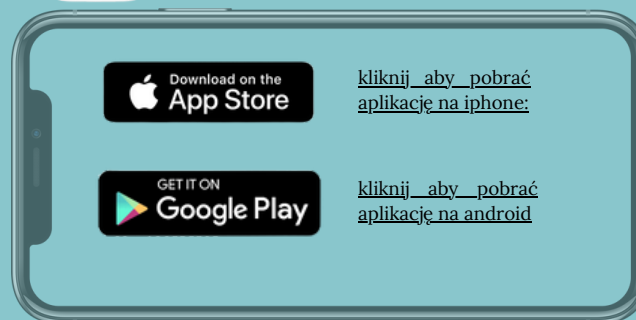 Download on the
App Store
kliknij aby pobrać
aplikację na iphone:
GET IT ON
Google Play
kliknij aby pobrać
aplikację na android